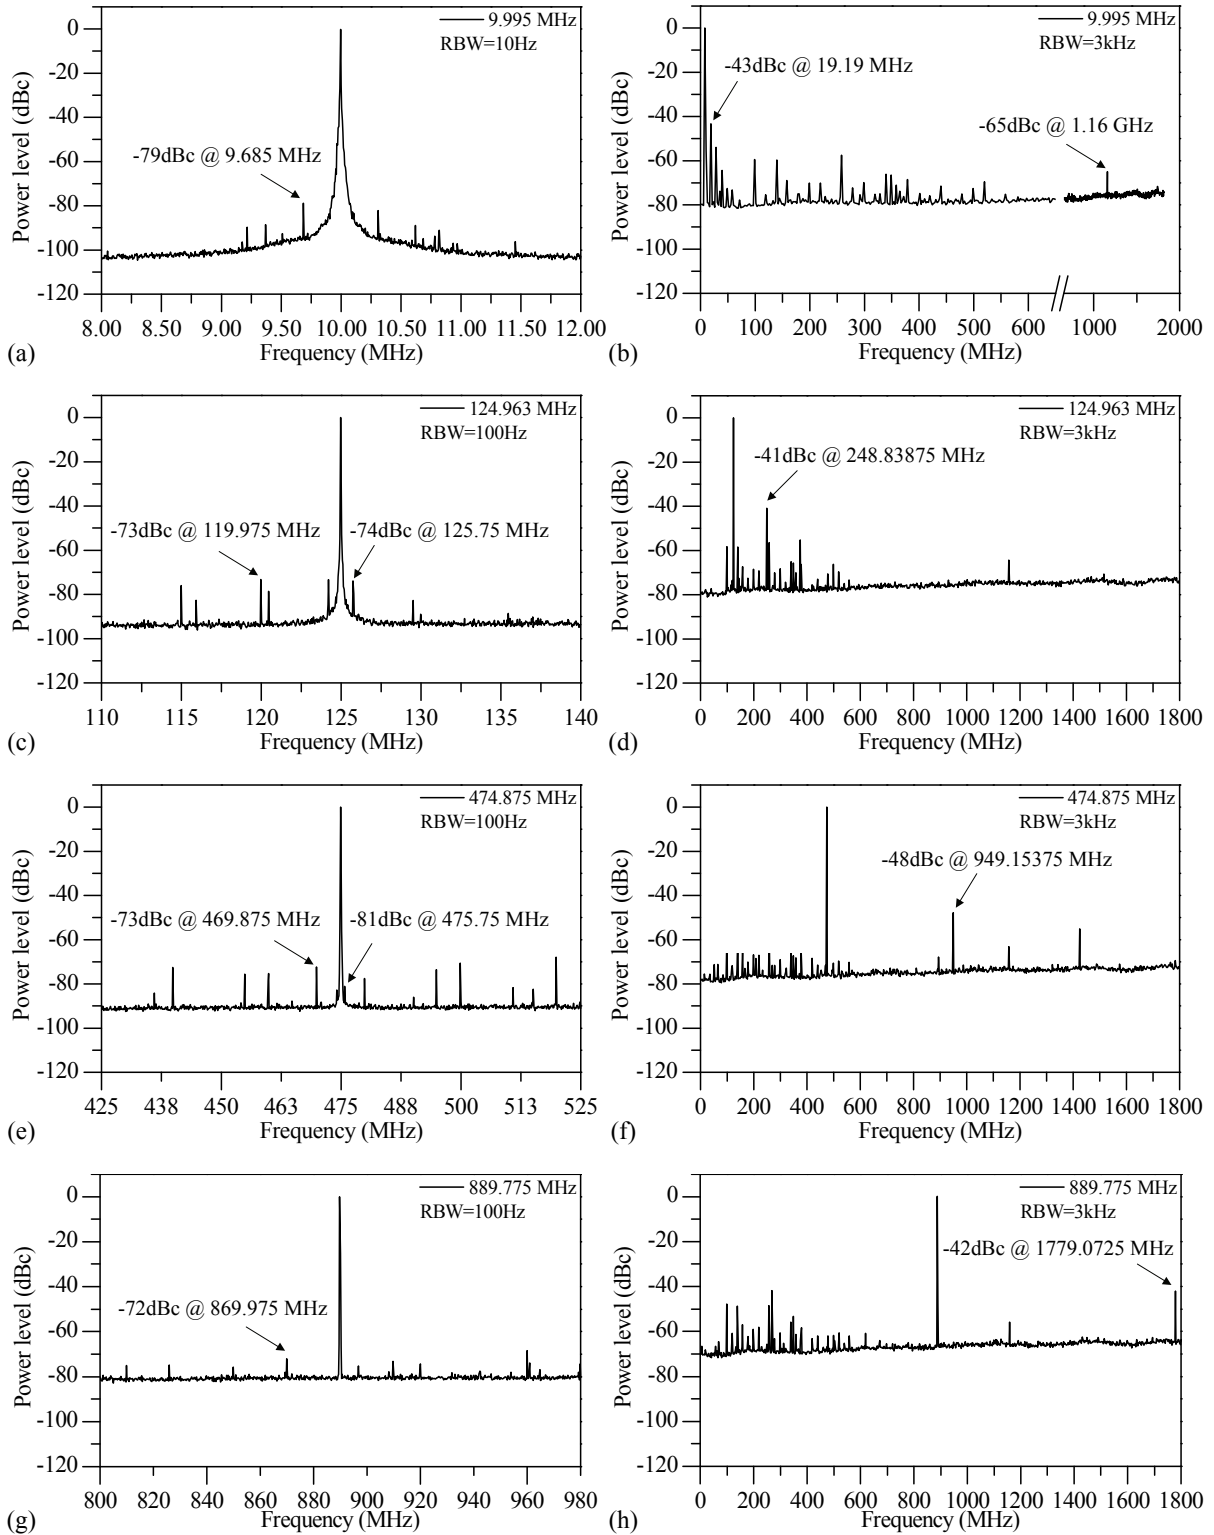 9.995 MHz
RBW=10Hz
-79dBc @ 9.685 MHz
Power level (dBc)
0
-20
-40
-60
-80
-100
-120
8.00 8.50 9.00 9.50 10.00 10.50 11.00 11.50 12.00
Frequency (MHz)
(a)
9.995 MHz
RBW=3kHz
-43dBc @ 19.19 MHz
-65dBc @ 1.16 GHz
Power level (dBc)
0
-20
-40
-60
-80
-100
-120
0 100 200 300 400 500 600 1000 2000
Frequency (MHz)
(b)
124.963 MHz
RBW=100Hz
-73dBc @ 119.975 MHz
-74dBc @ 125.75 MHz
Power level (dBc)
0
-20
-40
-60
-80
-100
-120
110 115 120 125 130 135 140
Frequency (MHz)
(c)
124.963 MHz
RBW=3kHz
-41dBc @ 248.83875 MHz
Power level (dBc)
0
-20
-40
-60
-80
-100
-120
0 200 400 600 800 1000 1200 1400 1600 1800
Frequency (MHz)
(d)
474.875 MHz
RBW=100Hz
-73dBc @ 469.875 MHz
-81dBc @ 475.75 MHz
Power level (dBc)
0
-20
-40
-60
-80
-100
-120
425 438 450 463 475 488 500 513 525
Frequency (MHz)
(e)
474.875 MHz
RBW=3kHz
-48dBc @ 949.15375 MHz
Power level (dBc)
0
-20
-40
-60
-80
-100
-120
0 200 400 600 800 1000 1200 1400 1600 1800
Frequency (MHz)
(f)
889.775 MHz
RBW=100Hz
-72dBc @ 869.975 MHz
Power level (dBc)
0
-20
-40
-60
-80
-100
-120
800 820 840 860 880 900 920 940 960 980
Frequency (MHz)
(g)
889.775 MHz
RBW=3kHz
-42dBc @ 1779.0725 MHz
Power level (dBc)
0
-20
-40
-60
-80
-100
-120
0 200 400 600 800 1000 1200 1400 1600 1800
Frequency (MHz)
(h)